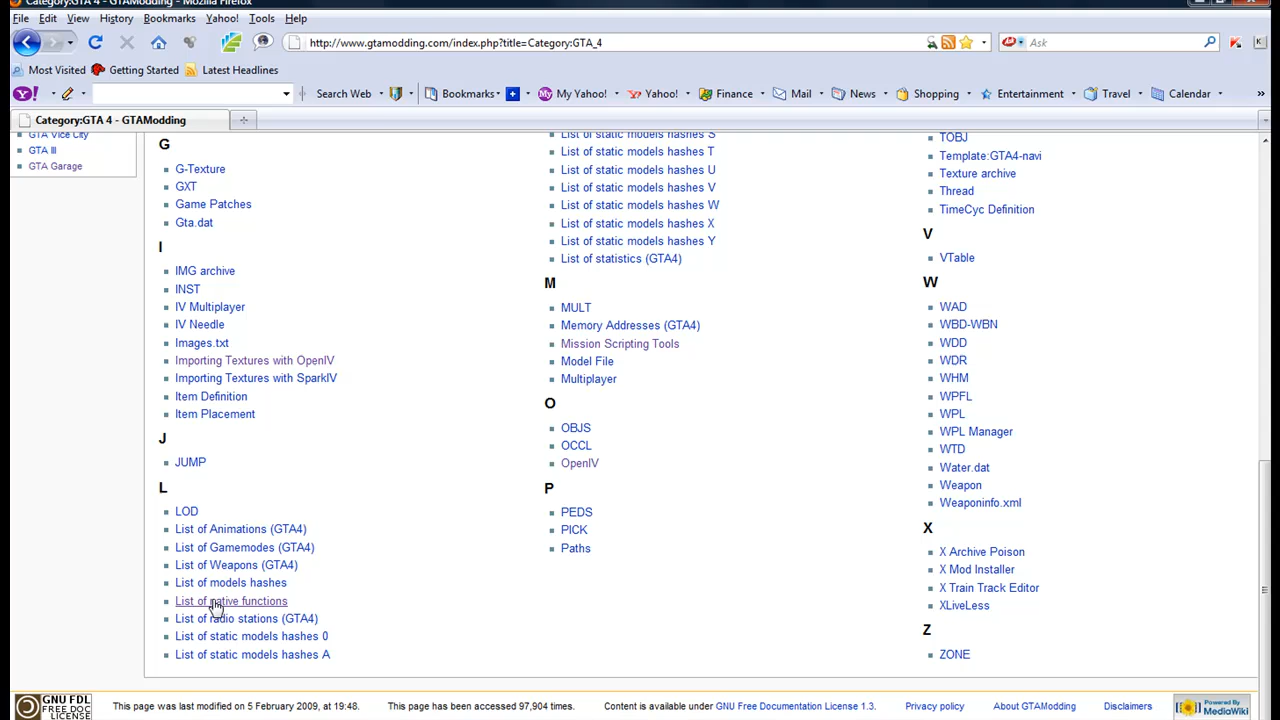 Category:GTA 4 - GTAModding - Mozilla Firefox
File Edit View History Bookmarks Yahoo! Tools Help
http://www.gtamodding.com/index.php?title=Category:GTA_4
Ask
K
Most Visited Getting Started Latest Headlines
Y! Search Web Bookmarks My Yahoo! Yahoo! Finance Mail News Shopping Entertainment Travel Calendar »
Category:GTA 4 - GTAModding
GTA Vice City
GTA III
GTA Garage
G
G-Texture
GXT
Game Patches
Gta.dat
I
IMG archive
INST
IV Multiplayer
IV Needle
Images.txt
Importing Textures with OpenIV
Importing Textures with SparkIV
Item Definition
Item Placement
J
JUMP
L
LOD
List of Animations (GTA4)
List of Gamemodes (GTA4)
List of Weapons (GTA4)
List of models hashes
List of native functions
List of radio stations (GTA4)
List of static models hashes 0
List of static models hashes A
List of static models hashes S
List of static models hashes T
List of static models hashes U
List of static models hashes V
List of static models hashes W
List of static models hashes X
List of static models hashes Y
List of statistics (GTA4)
M
MULT
Memory Addresses (GTA4)
Mission Scripting Tools
Model File
Multiplayer
O
OBJS
OCCL
OpenIV
P
PEDS
PICK
Paths
TOBJ
Template:GTA4-navi
Texture archive
Thread
TimeCyc Definition
V
VTable
W
WAD
WBD-WBN
WDD
WDR
WHM
WPFL
WPL
WPL Manager
WTD
Water.dat
Weapon
Weaponinfo.xml
X
X Archive Poison
X Mod Installer
X Train Track Editor
XLiveLess
Z
ZONE
GNU FDL
FREE DOC
LICENSE
This page was last modified on 5 February 2009, at 19:48. This page has been accessed 97,904 times. Content is available under GNU Free Documentation License 1.3. Privacy policy About GTAModding Disclaimers
Powered By
MediaWiki